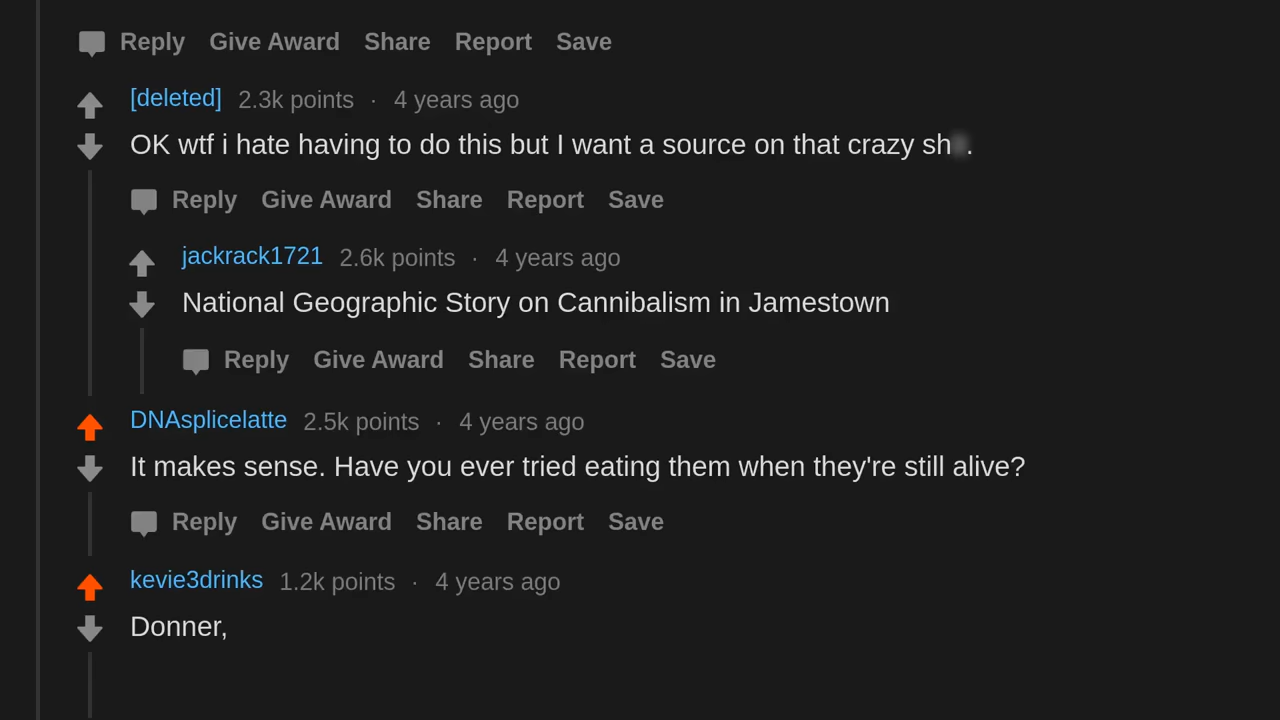 Reply Give Award Share Report Save
[deleted] 2.3k points · 4 years ago
OK wtf i hate having to do this but I want a source on that crazy sh .
Reply Give Award Share Report Save
jackrack1721 2.6k points · 4 years ago
National Geographic Story on Cannibalism in Jamestown
Reply Give Award Share Report Save
DNAsplicelatte 2.5k points · 4 years ago
It makes sense. Have you ever tried eating them when they're still alive?
Reply Give Award Share Report Save
kevie3drinks 1.2k points · 4 years ago
Donner,